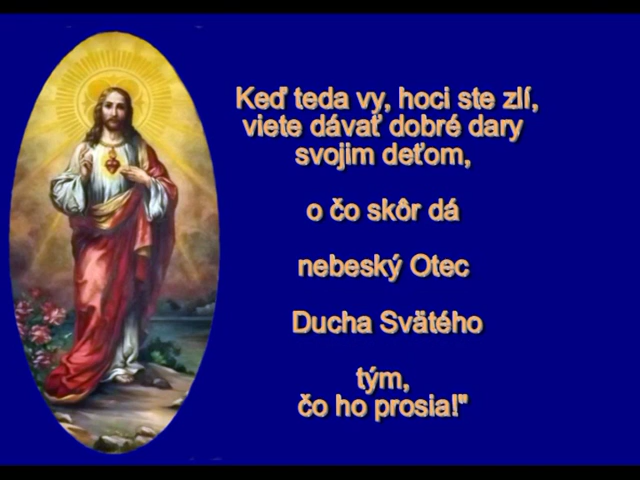 Keď teda vy, hoci ste zlí,
viete dávať dobré dary
svojim deťom,
o čo skôr dá
nebeský Otec
Ducha Svätého
tým,
čo ho prosia!"